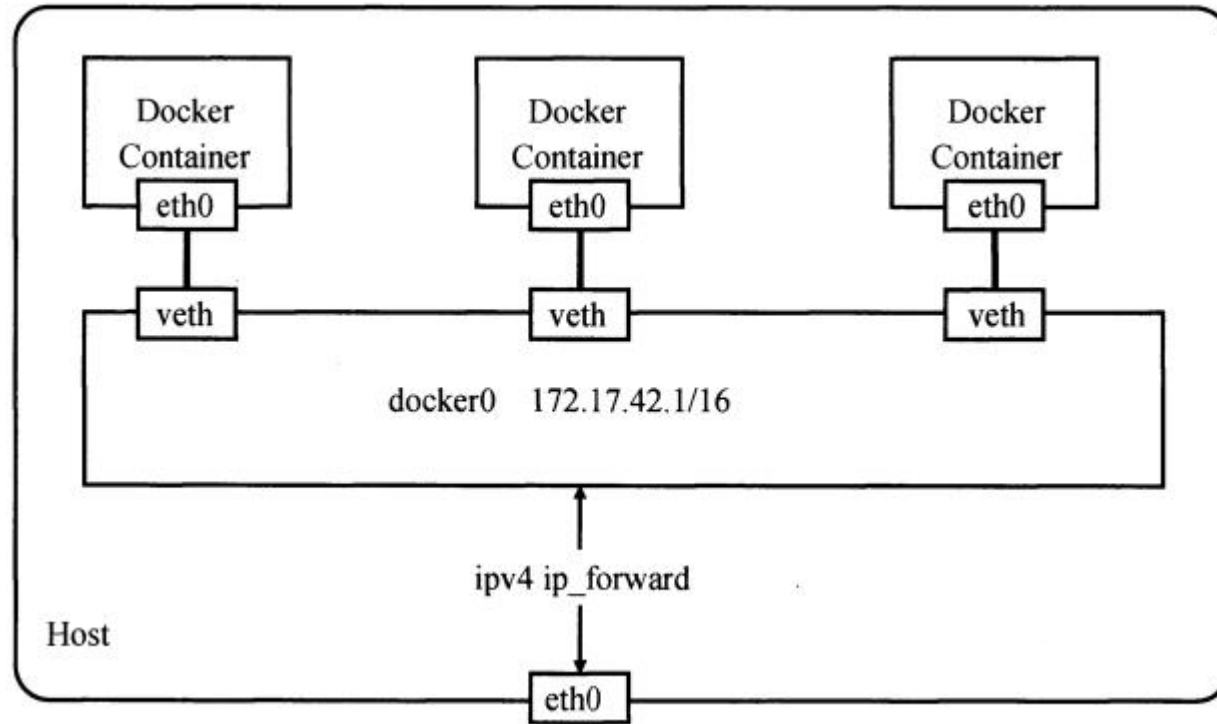 Docker
Container
eth0
Docker
Container
eth0
Docker
Container
eth0
veth
veth
veth
docker0 172.17.42.1/16
ipv4 ip_forward
Host
eth0